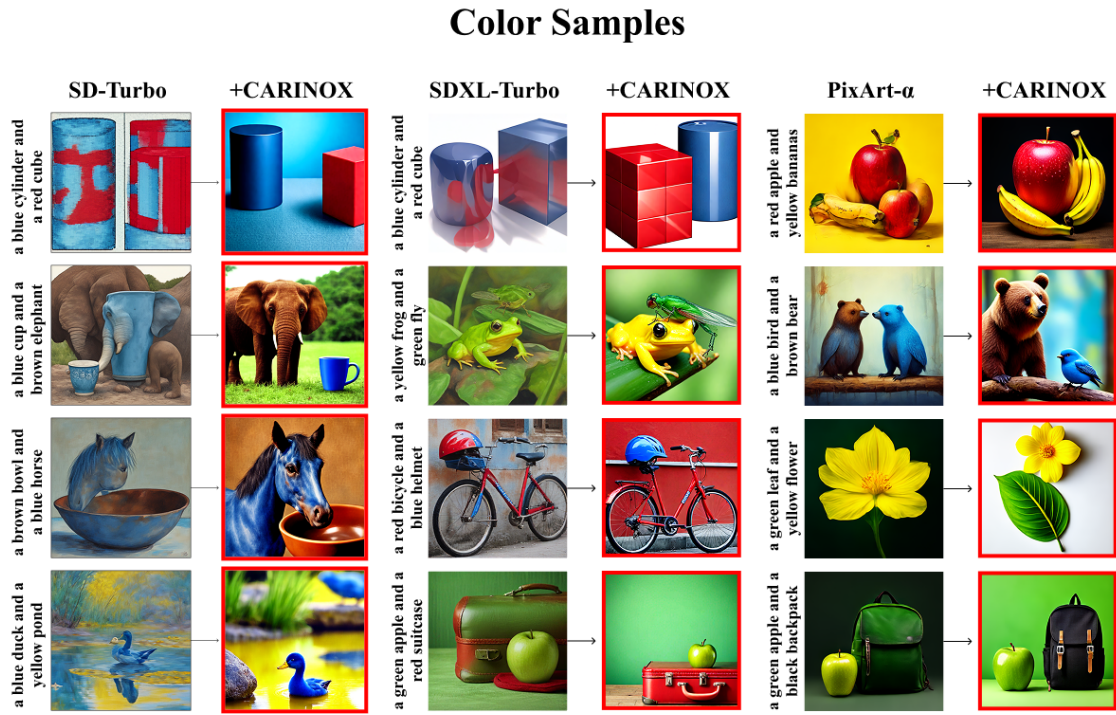 Color Samples
SD-Turbo
+CARINOX
SDXL-Turbo
+CARINOX
PixArt-α
+CARINOX
a blue cylinder and
a red cube
a blue cylinder and
a red cube
a red apple and
yellow bananas
a blue cup and a
brown elephant
a yellow frog and a
green fly
a blue bird and a
brown bear
a brown bowl and
a blue horse
a red bicycle and a
blue helmet
a green leaf and a
yellow flower
a blue duck and a
yellow pond
a green apple and a
red suitcase
a green apple and a
black backpack